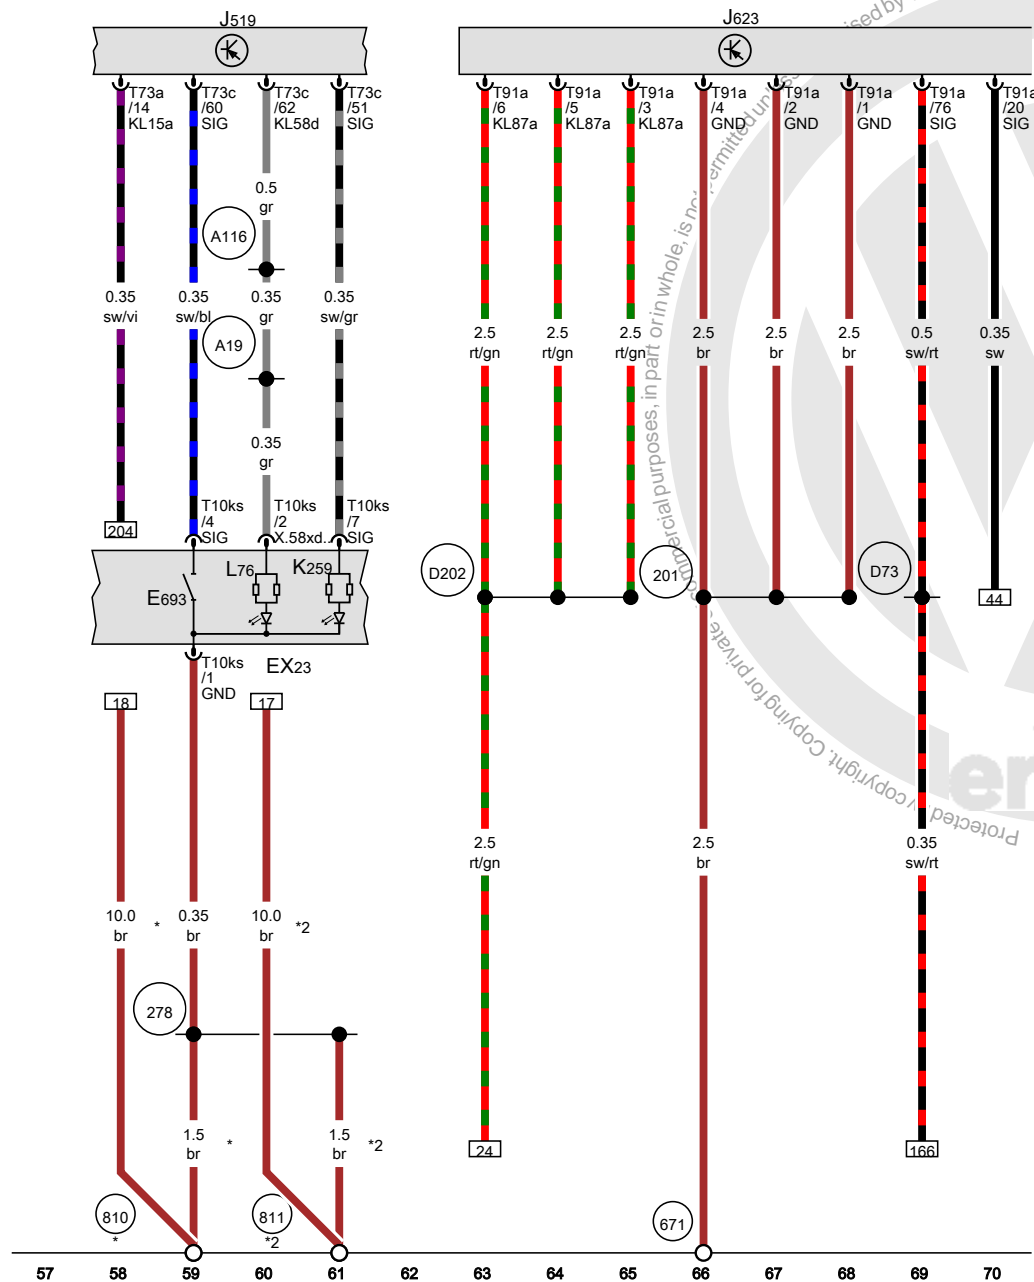 J519
J623
T73a
/14
KL15a
T73c
/60
SIG
T73c
/62
KL58d
T73c
/51
SIG
T91a
/6
KL87a
T91a
/5
KL87a
T91a
/3
KL87a
T91a
/4
GND
T91a
/2
GND
T91a
/1
GND
T91a
/76
SIG
T91a
/20
SIG
0.5
gr
A116
0.35
sw/vi
0.35
sw/bl
0.35
gr
0.35
sw/gr
2.5
rt/gn
2.5
rt/gn
2.5
rt/gn
2.5
br
2.5
br
2.5
br
0.5
sw/rt
0.35
sw
A19
0.35
gr
204
T10ks
/4
SIG
T10ks
/2
X.58xd..
T10ks
/7
SIG
D202
201
D73
44
L76
K259
E693
T10ks
/1
GND
EX23
18
17
2.5
rt/gn
2.5
br
0.35
sw/rt
10.0
br
*
0.35
br
10.0
br
*2
278
1.5
br
*
1.5
br
*2
24
166
810
*
811
*2
671
57 58 59 60 61 62 63 64 65 66 67 68 69 70
Protected
copyright. Copying for private
commercial purposes, in part or in whole, is